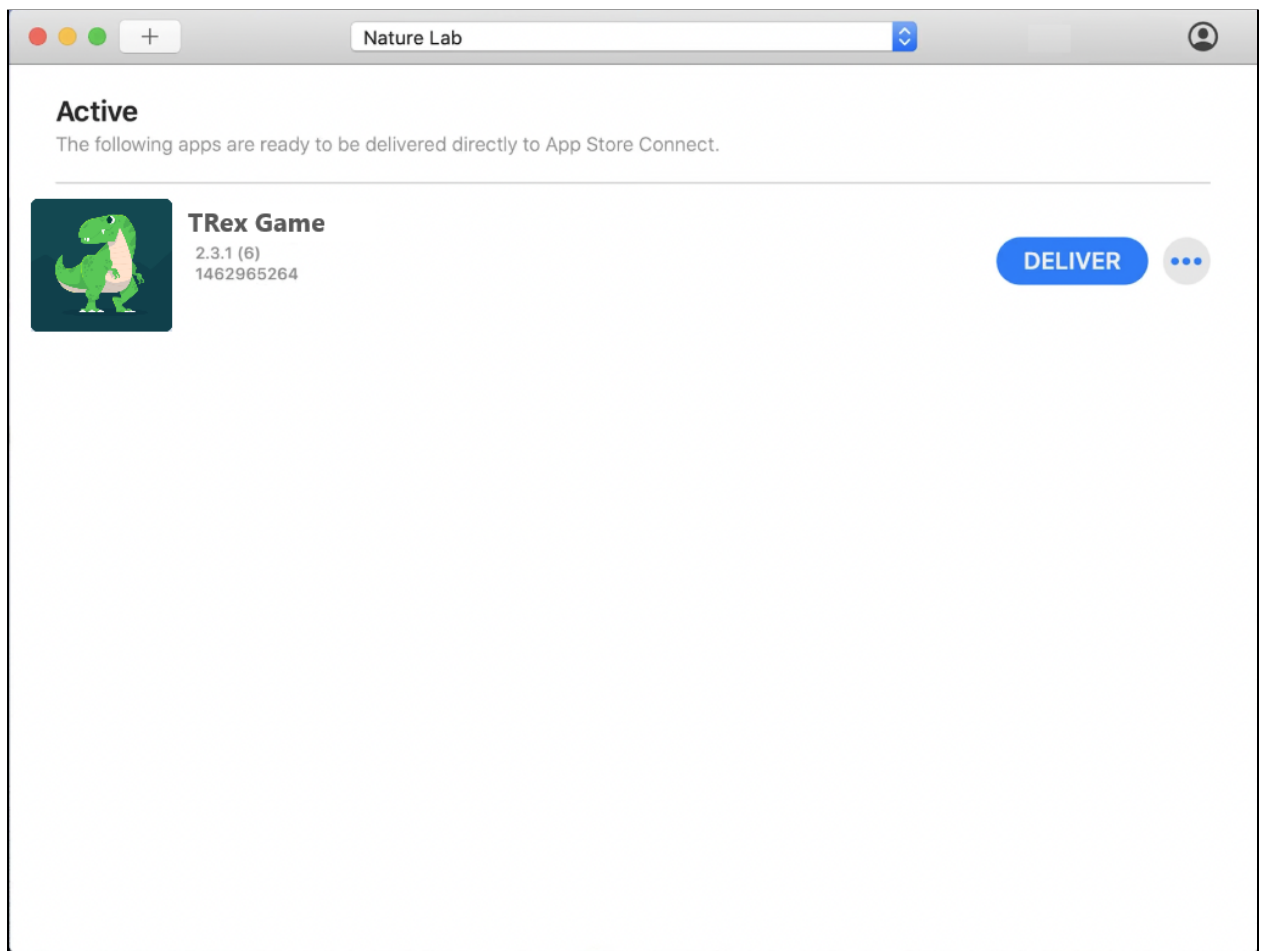 Nature Lab
Active
The following apps are ready to be delivered directly to App Store Connect.
TRex Game
2.3.1 (6)
1462965264
DELIVER